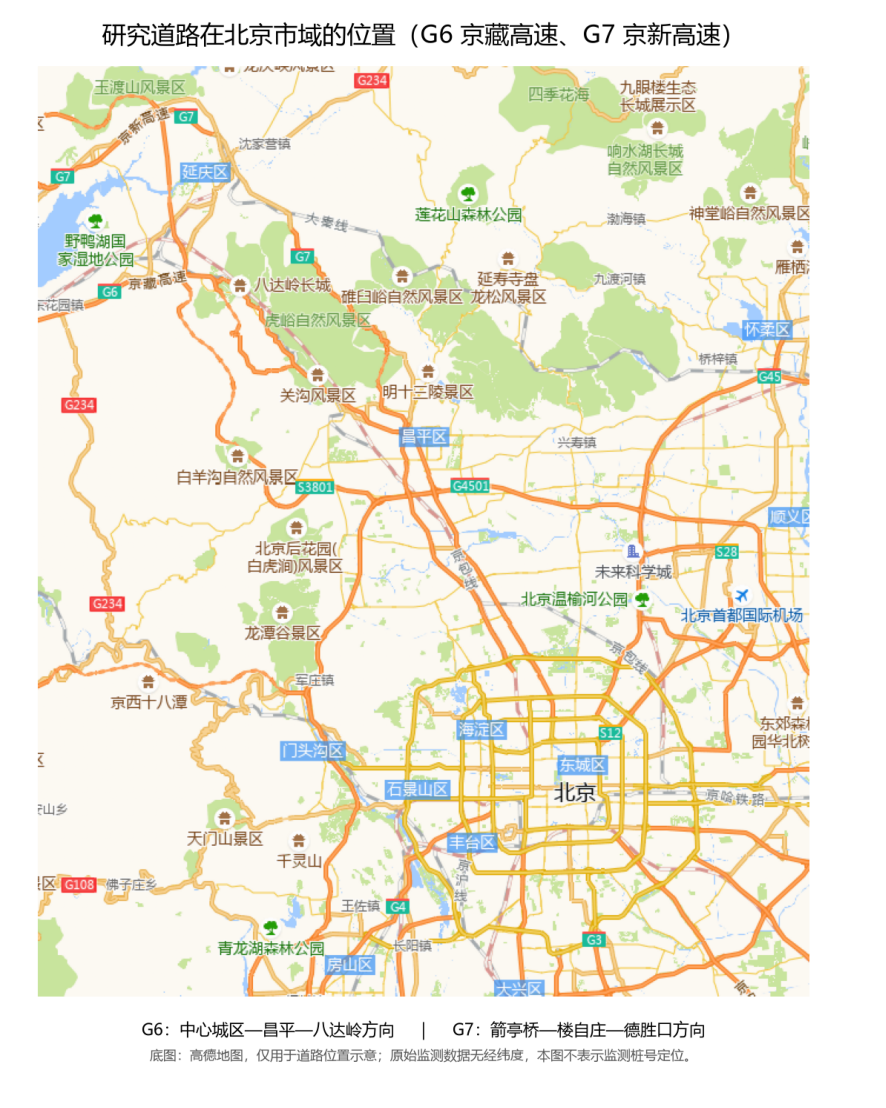 研究道路在北京市域的位置（G6 京藏高速、G7 京新高速）
玉渡山风景区
G234
四季花海
九眼楼生态
长城展示区
京新高速
G7
沈家营镇
响水湖长城
自然风景区
G7
延庆区
莲花山森林公园
渤海镇
神堂峪自然风景区
大秦线
野鸭湖国
家湿地公园
G7
延寿寺盘
龙松风景区
九渡河镇
雁栖
京藏高速
G6
八达岭长城
碓臼峪自然风景区
东花园镇
虎峪自然风景区
怀柔区
桥梓镇
G45
关沟风景区
明十三陵景区
G234
昌平区
兴寿镇
白羊沟自然风景区
S3801
G4501
顺义区
北京后花园(
白虎涧)风景区
京包线
S28
未来科学城
G234
北京温榆河公园
北京首都国际机场
龙潭谷景区
京包线
军庄镇
京西十八潭
东郊森林
园华北树
海淀区
S12
门头沟区
东城区
石景山区
北京
京哈铁路
安山乡
天门山景区
千灵山
丰台区
京沪线
G108
佛子庄乡
王佐镇
G4
青龙湖森林公园
长阳镇
G3
房山区
大兴区
京
G6：中心城区—昌平—八达岭方向 | G7：箭亭桥—楼自庄—德胜口方向
底图：高德地图，仅用于道路位置示意；原始监测数据无经纬度，本图不表示监测桩号定位。